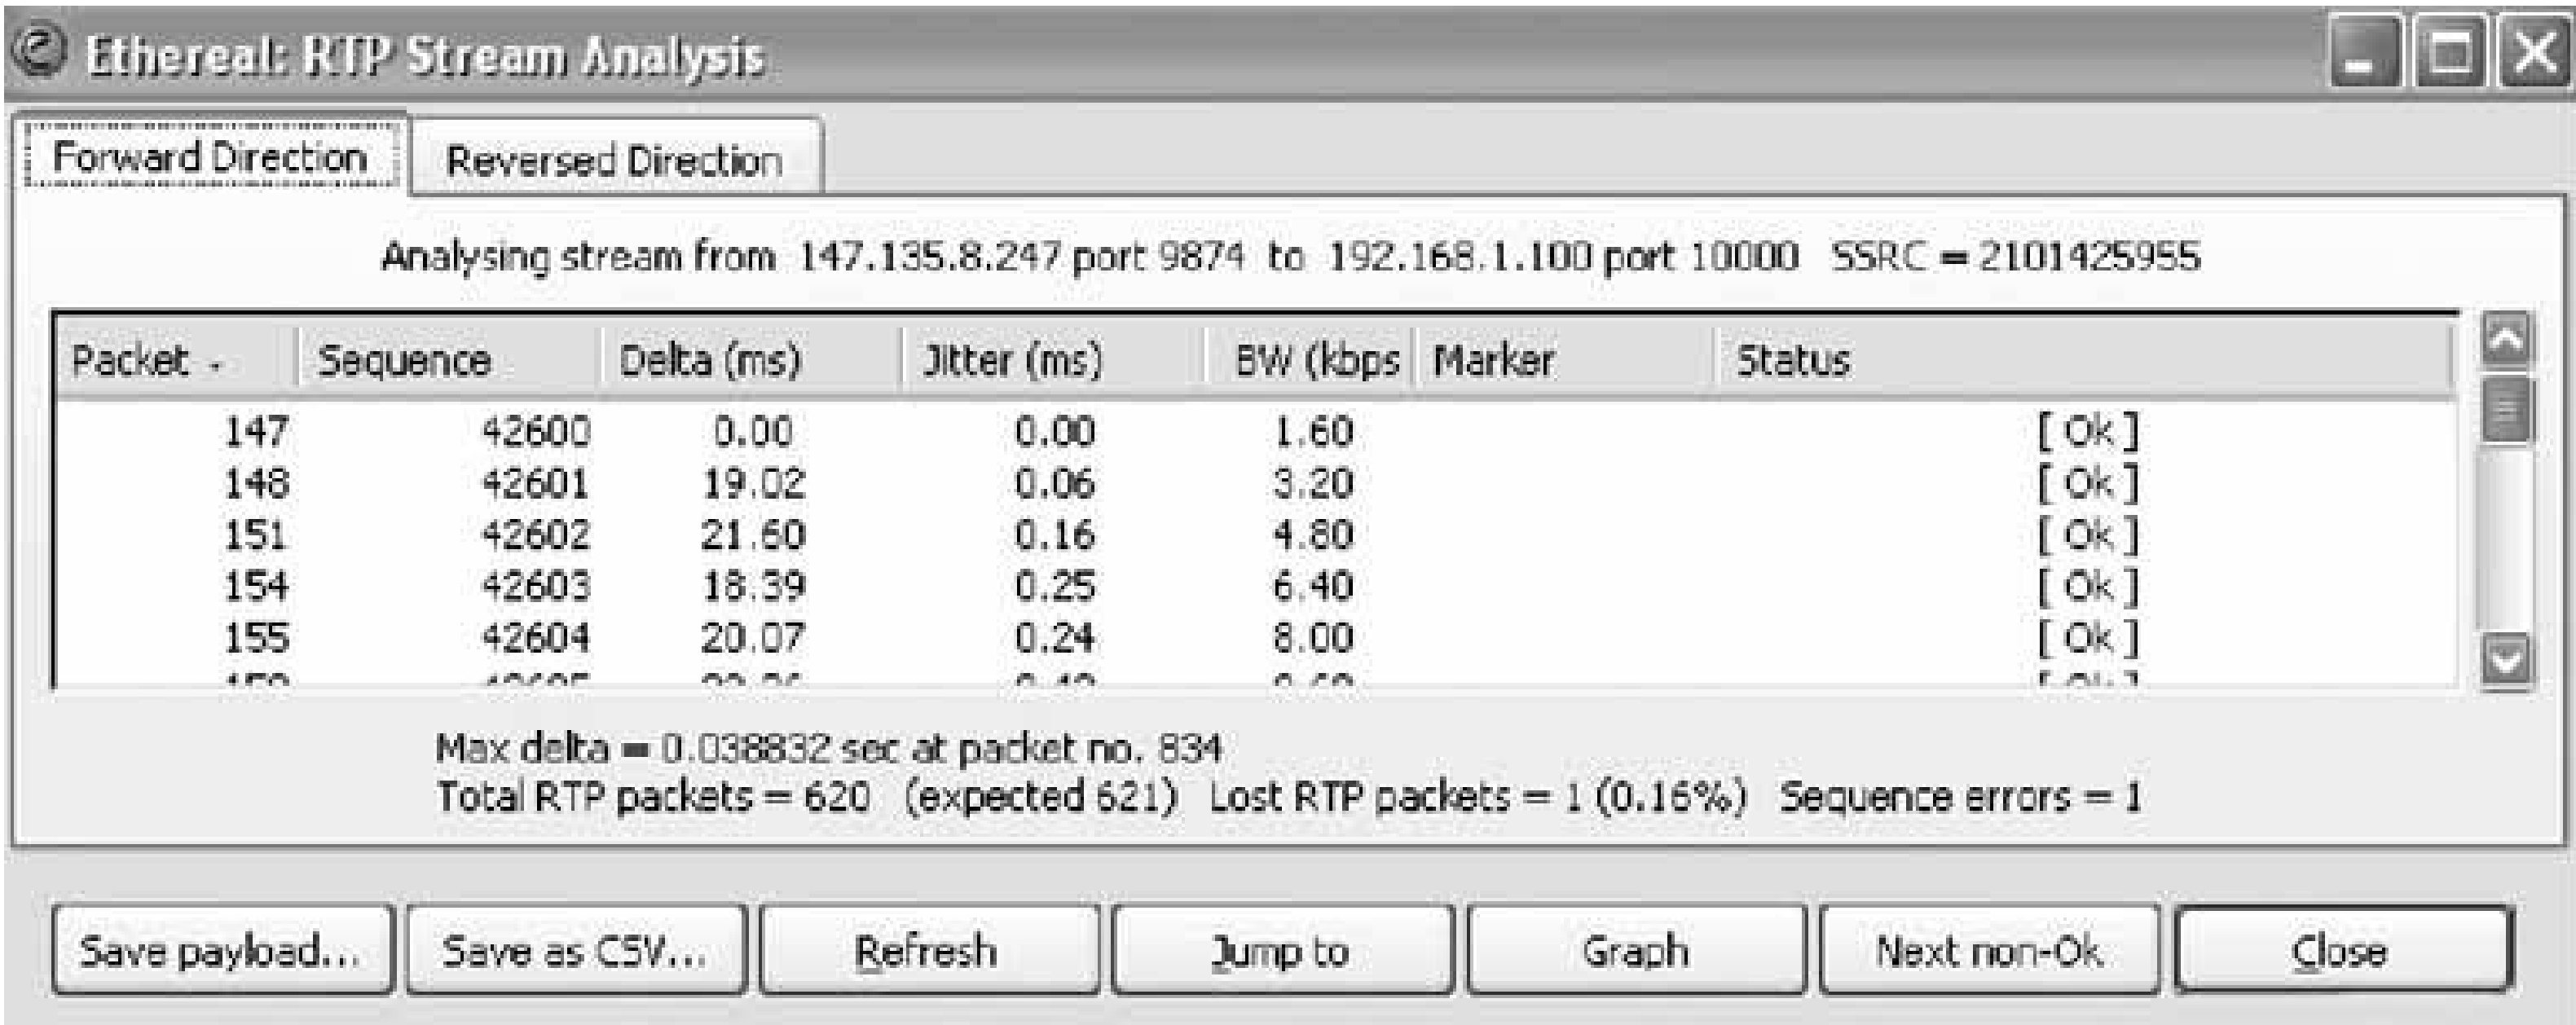 Ethereal: RTP Stream Analysis
Forward Direction Reversed Direction
Analysing stream from 147.135.8.247 port 9874 to 192.168.1.100 port 10000 SSRC = 2101425955
Packet Sequence Delta (ms) Jitter (ms) BW (kbps Marker Status
147 42600 0.00 0.00 1.60 [ Ok ]
148 42601 19.02 0.06 3.20 [ Ok ]
151 42602 21.60 0.16 4.80 [ Ok ]
154 42603 18.39 0.25 6.40 [ Ok ]
155 42604 20.07 0.24 8.00 [ Ok ]
Max delta = 0.038832 sec at packet no. 834
Total RTP packets = 620 (expected 621) Lost RTP packets = 1 (0.16%) Sequence errors = 1
Save payload... Save as CSV... Refresh Jump to Graph Next non-Ok Close